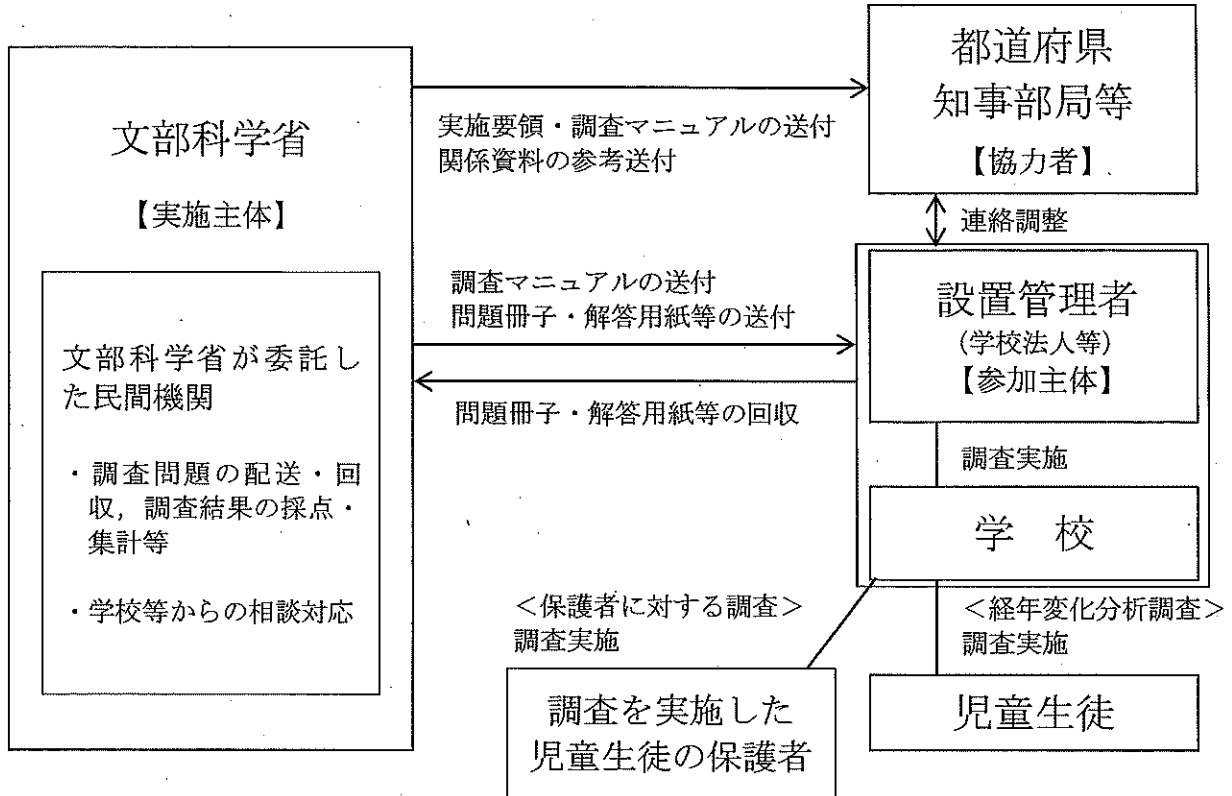 文部科学省
【実施主体】
文部科学省が委託し
た民間機関
・調査問題の配送・回
収，調査結果の採点・
集計等
・学校等からの相談対応
実施要領・調査マニュアルの送付
関係資料の参考送付
都道府県
知事部局等
【協力者】
連絡調整
調査マニュアルの送付
問題冊子・解答用紙等の送付
問題冊子・解答用紙等の回収
設置管理者
(学校法人等)
【参加主体】
調査実施
学　校
＜保護者に対する調査＞
調査実施
＜経年変化分析調査＞
調査実施
調査を実施した
児童生徒の保護者
児童生徒